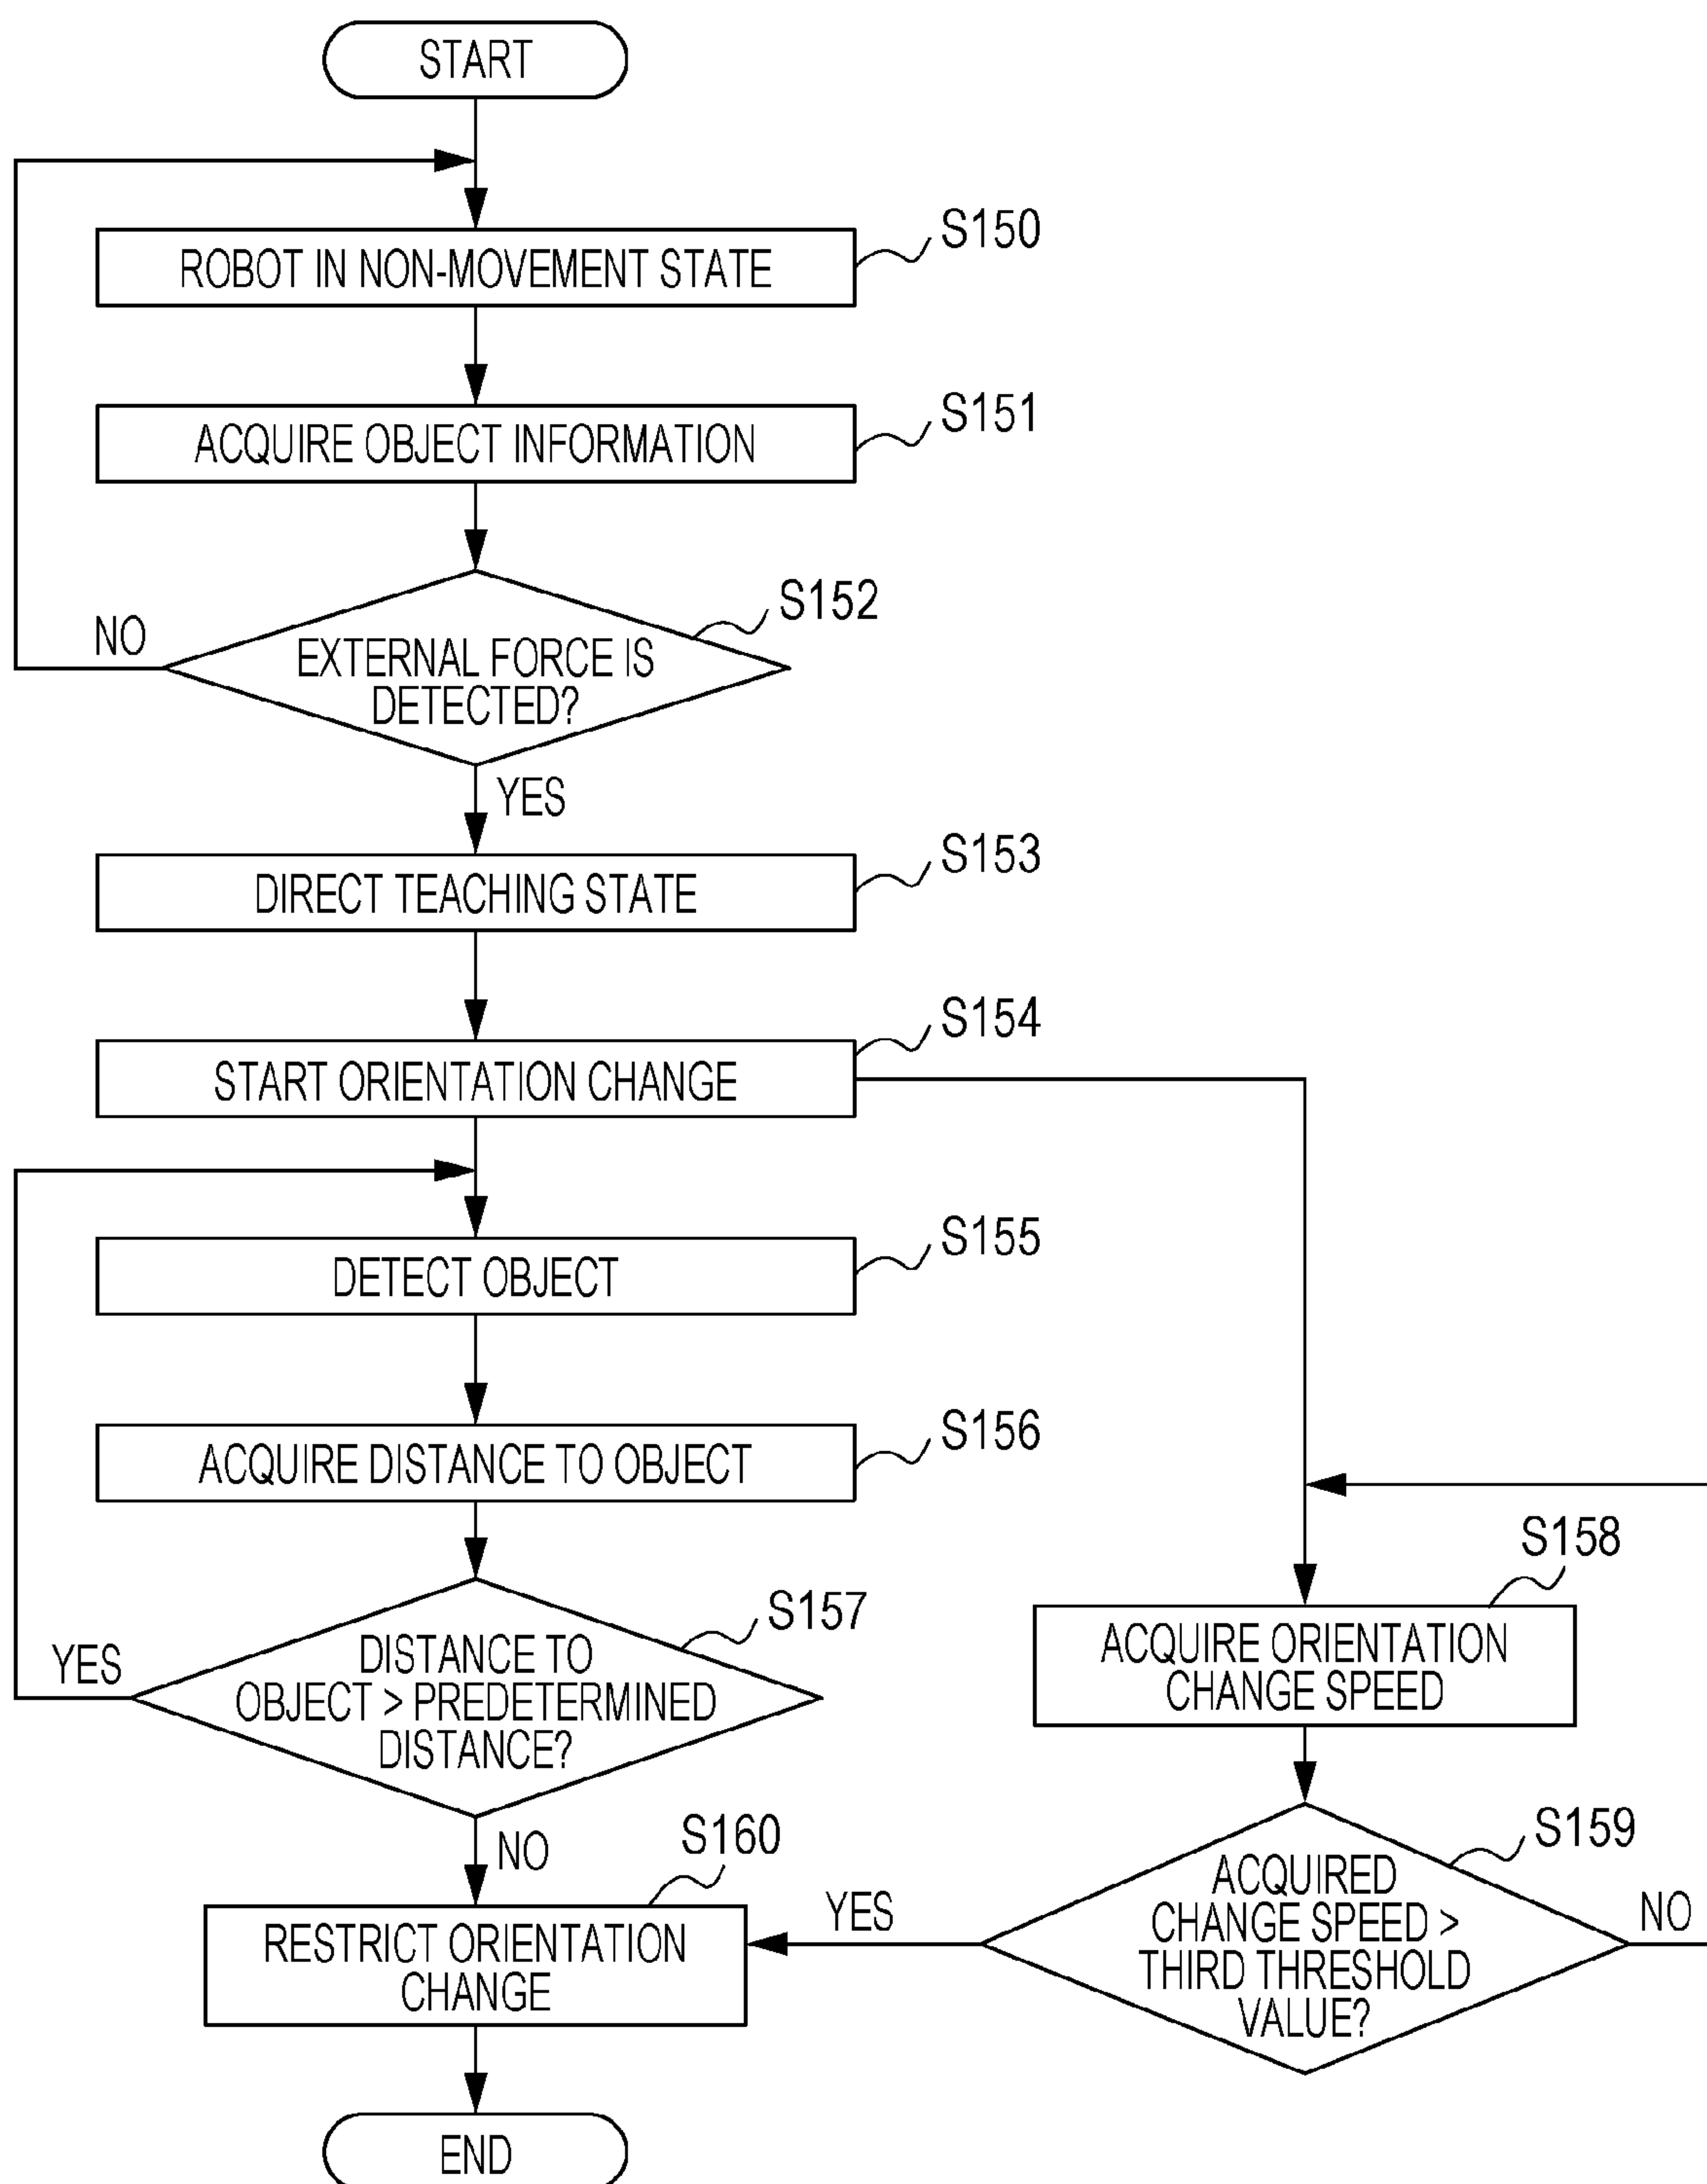 START
S150
ROBOT IN NON-MOVEMENT STATE
S151
ACQUIRE OBJECT INFORMATION
S152
NO
EXTERNAL FORCE IS
DETECTED?
YES
S153
DIRECT TEACHING STATE
S154
START ORIENTATION CHANGE
S155
DETECT OBJECT
S156
ACQUIRE DISTANCE TO OBJECT
S157
YES
DISTANCE TO
OBJECT > PREDETERMINED
DISTANCE?
NO
S158
ACQUIRE ORIENTATION
CHANGE SPEED
S159
ACQUIRED
CHANGE SPEED >
THIRD THRESHOLD
VALUE?
YES
NO
S160
RESTRICT ORIENTATION
CHANGE
END